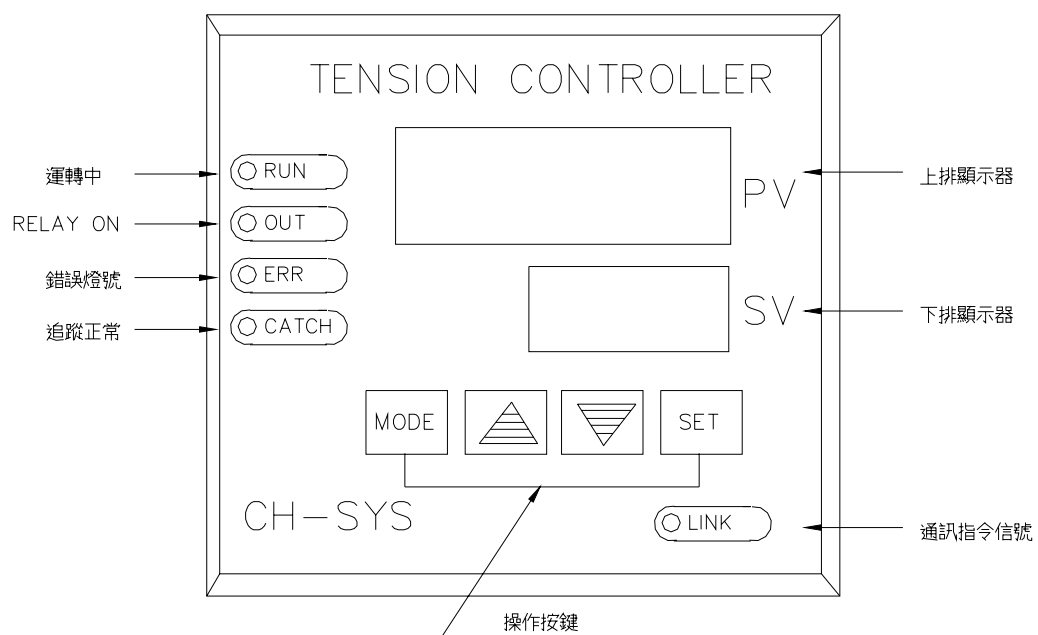 TENSION CONTROLLER
運轉中
RUN
PV
上排顯示器
RELAY ON
OUT
錯誤燈號
ERR
追蹤正常
CATCH
SV
下排顯示器
MODE
SET
CH-SYS
LINK
通訊指令信號
操作按鍵